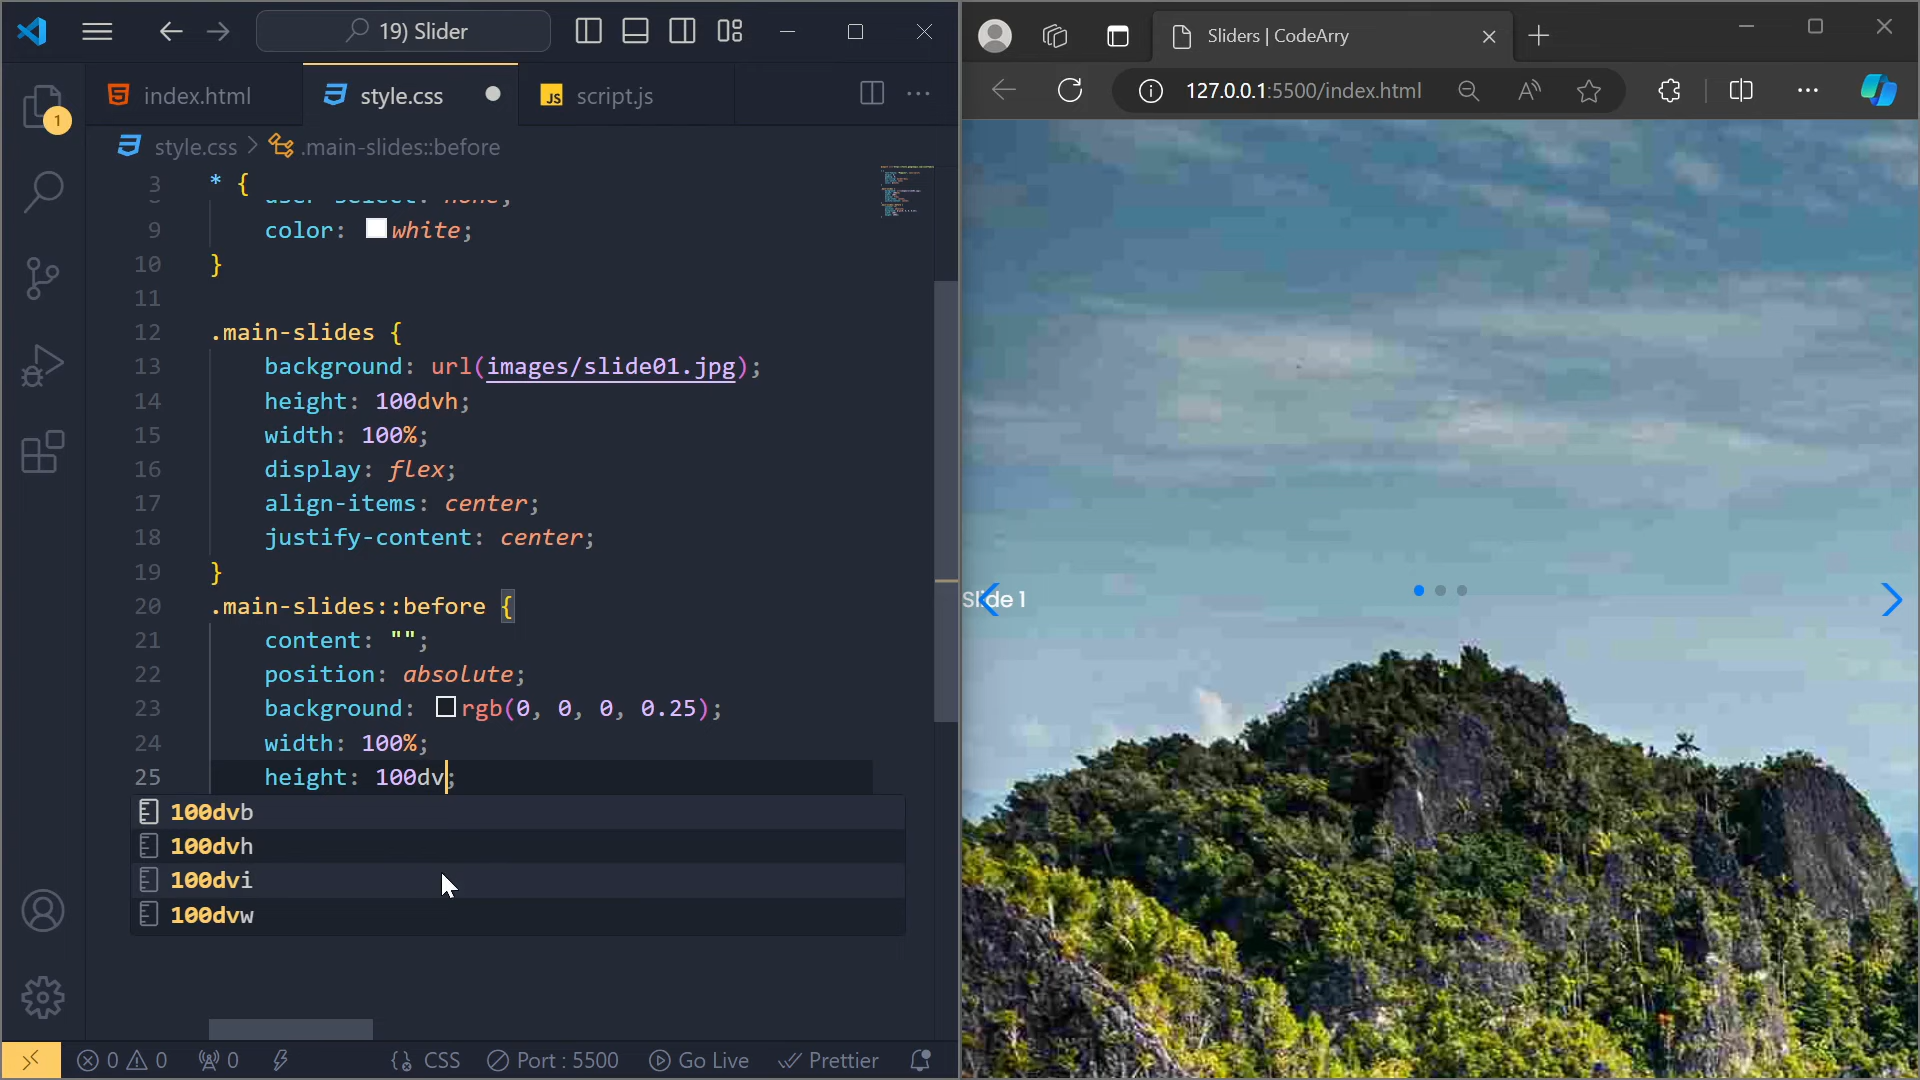 19) Slider
index.html
style.css
script.js
style.css > .main-slides::before
3 * {
9 color: white;
10 }
11
12 .main-slides {
13 background: url(images/slide01.jpg);
14 height: 100dvh;
15 width: 100%;
16 display: flex;
17 align-items: center;
18 justify-content: center;
19 }
20 .main-slides::before {
21 content: "";
22 position: absolute;
23 background: rgb(0, 0, 0, 0.25);
24 width: 100%;
25 height: 100dv;
100dvb
100dvh
100dvi
100dvw
1
0 0 0 CSS Port : 5500 Go Live Prettier
Sliders | CodeArry
127.0.0.1:5500/index.html
Slide 1